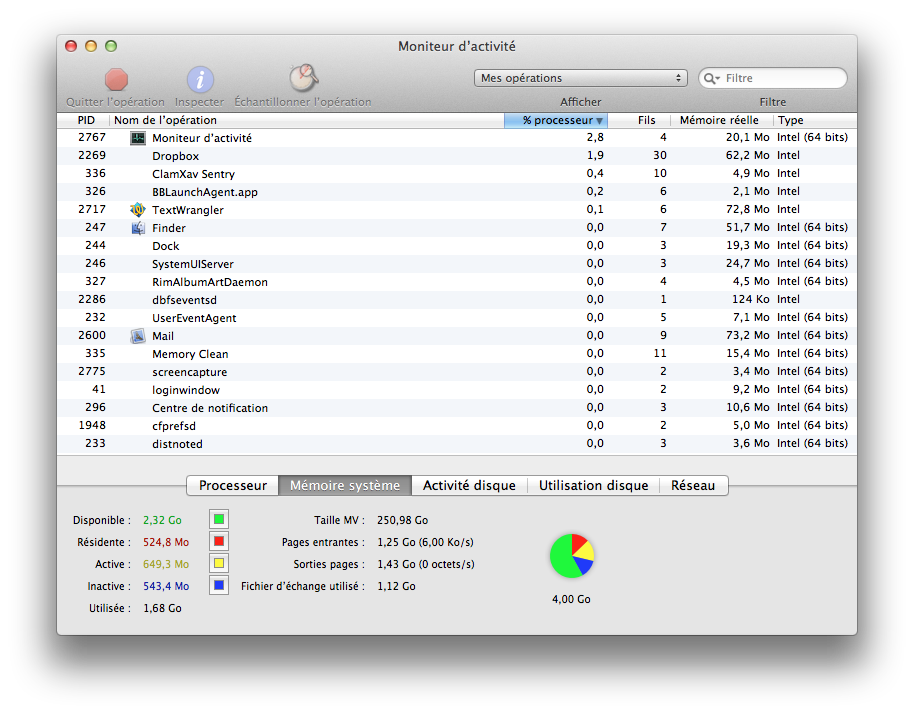 Moniteur d’activité
Quitter l’opération Inspecter Échantillonner l’opération Mes opérations Afficher Filtre Filtre
PID Nom de l’opération % processeur Fils Mémoire réelle Type
2767 Moniteur d’activité 2,8 4 20,1 Mo Intel (64 bits)
2269 Dropbox 1,9 30 62,2 Mo Intel
336 ClamXav Sentry 0,4 10 4,9 Mo Intel
326 BBLaunchAgent.app 0,2 6 2,1 Mo Intel
2717 TextWrangler 0,1 6 72,8 Mo Intel
247 Finder 0,0 7 51,7 Mo Intel (64 bits)
244 Dock 0,0 3 19,3 Mo Intel (64 bits)
246 SystemUIServer 0,0 3 24,7 Mo Intel (64 bits)
327 RimAlbumArtDaemon 0,0 4 4,5 Mo Intel (64 bits)
2286 dbfseventsd 0,0 1 124 Ko Intel
232 UserEventAgent 0,0 5 7,1 Mo Intel (64 bits)
2600 Mail 0,0 9 73,2 Mo Intel (64 bits)
335 Memory Clean 0,0 11 15,4 Mo Intel (64 bits)
2775 screencapture 0,0 2 3,4 Mo Intel (64 bits)
41 loginwindow 0,0 2 9,2 Mo Intel (64 bits)
296 Centre de notification 0,0 3 10,6 Mo Intel (64 bits)
1948 cfprefsd 0,0 2 5,0 Mo Intel (64 bits)
233 distnoted 0,0 3 3,6 Mo Intel (64 bits)
Processeur Mémoire système Activité disque Utilisation disque Réseau
Disponible : 2,32 Go Taille MV : 250,98 Go
Résidente : 524,8 Mo Pages entrantes : 1,25 Go (6,00 Ko/s)
Active : 649,3 Mo Sorties pages : 1,43 Go (0 octets/s)
Inactive : 543,4 Mo Fichier d’échange utilisé : 1,12 Go
Utilisée : 1,68 Go
4,00 Go